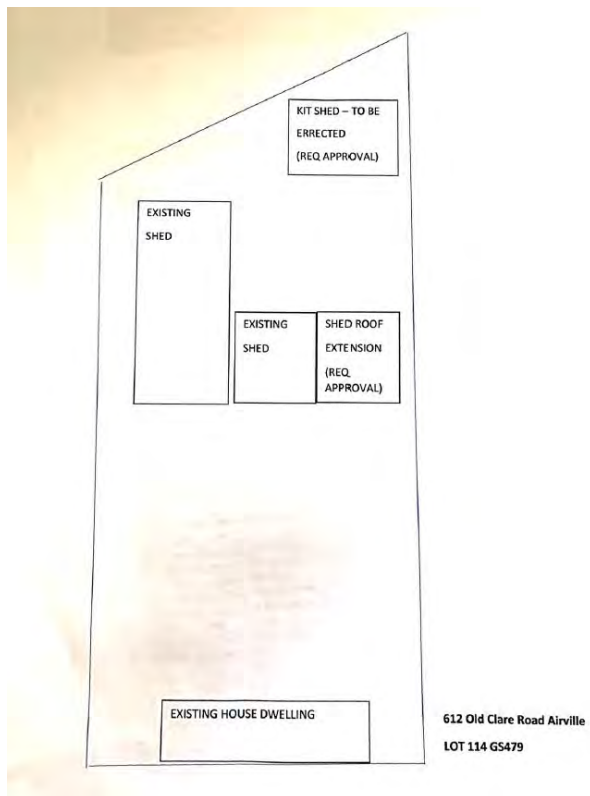 KIT SHED – TO BE
ERRECTED
(REQ APPROVAL)
EXISTING
SHED
EXISTING
SHED
SHED ROOF
EXTENSION
(REQ
APPROVAL)
EXISTING HOUSE DWELLING
612 Old Clare Road Airville
LOT 114 GS479